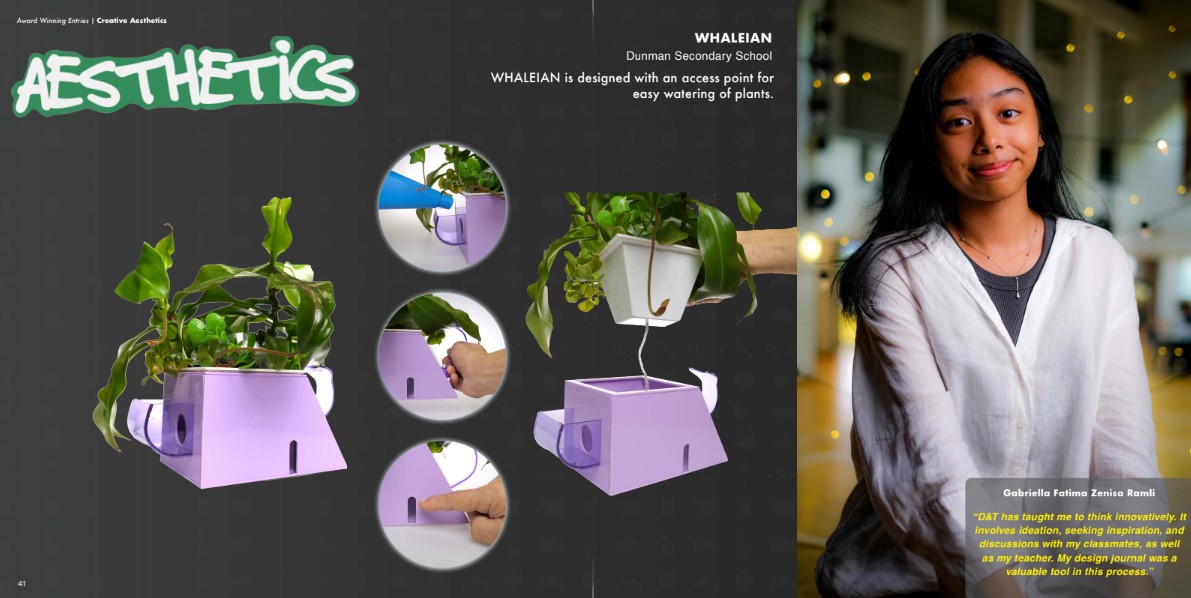 Award Winning Entries | Creative Aesthetics
AESTHETICS
WHALEIAN
Dunman Secondary School
WHALEIAN is designed with an access point for
easy watering of plants.
Gabriella Fatima Zenisa Ramli
“D&T has taught me to think innovatively. It
involves ideation, seeking inspiration, and
discussions with my classmates, as well
as my teacher. My design journal was a
valuable tool in this process.”
41